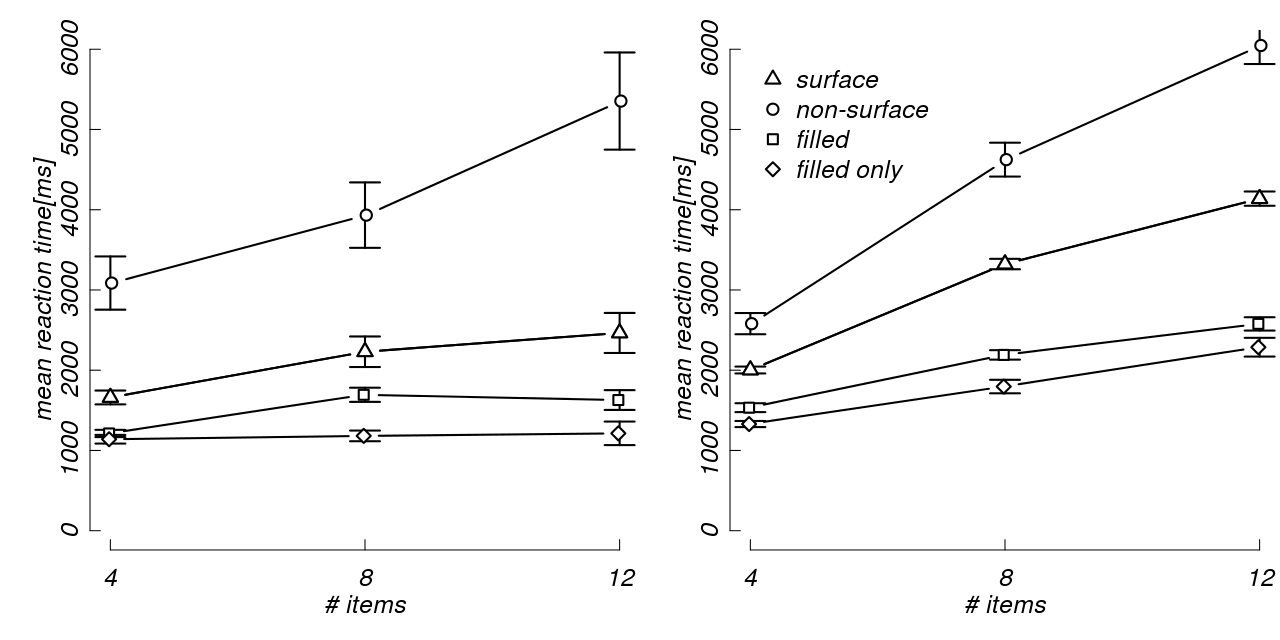 mean reaction time[ms]
0 1000 2000 3000 4000 5000 6000
4 8 12
# items
mean reaction time[ms]
0 1000 2000 3000 4000 5000 6000
surface
non-surface
filled
filled only
4 8 12
# items